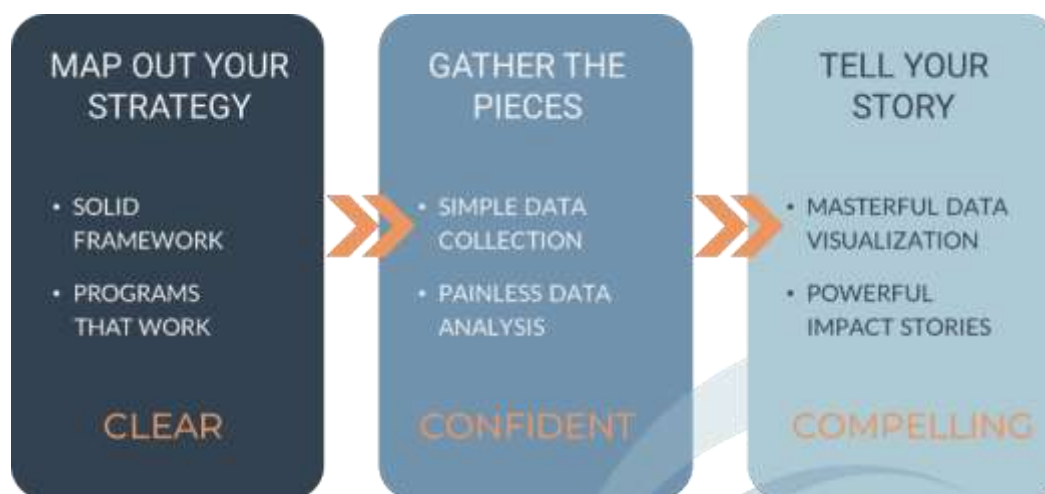 MAP OUT YOUR
STRATEGY
• SOLID
FRAMEWORK
• PROGRAMS
THAT WORK
CLEAR
GATHER THE
PIECES
• SIMPLE DATA
COLLECTION
• PAINLESS DATA
ANALYSIS
CONFIDENT
TELL YOUR
STORY
• MASTERFUL DATA
VISUALIZATION
• POWERFUL
IMPACT STORIES
COMPELLING